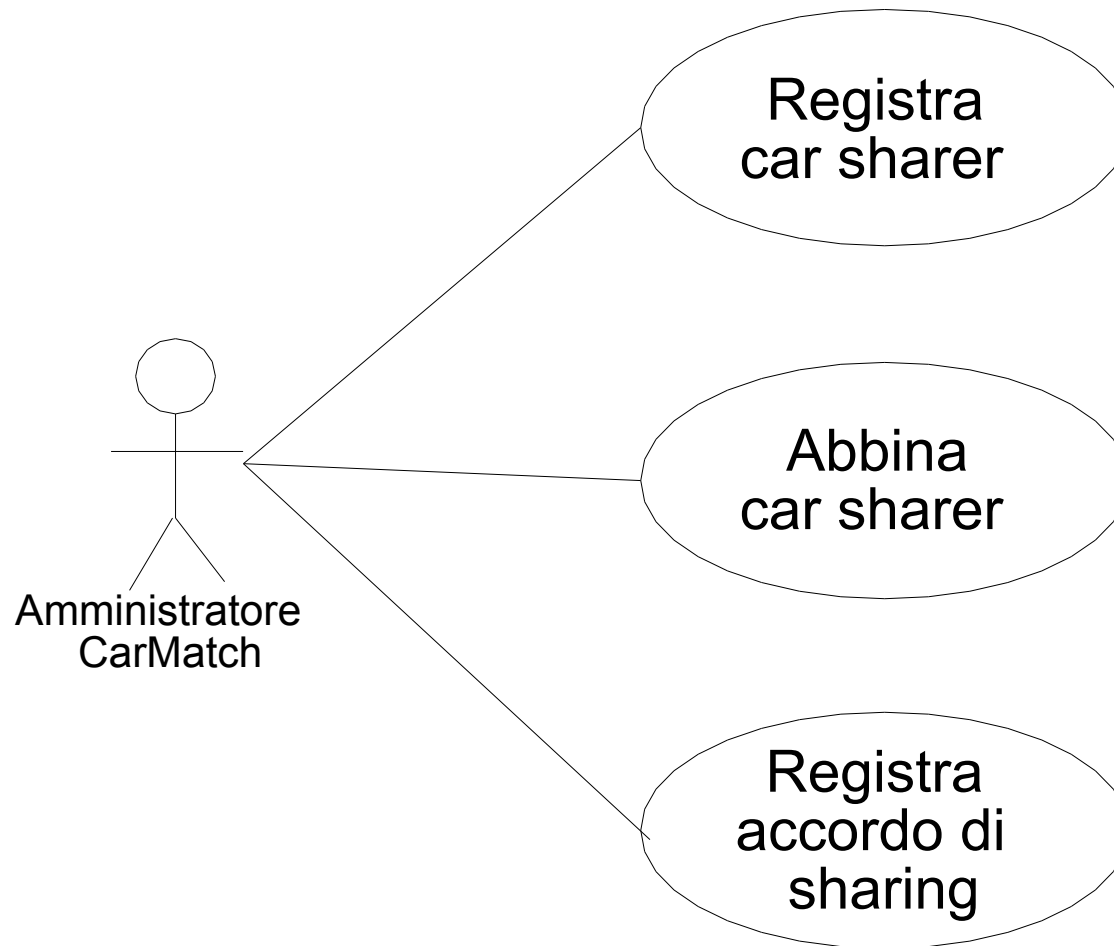 Registra
car sharer
Abbina
car sharer
Amministratore
CarMatch
Registra
accordo di
sharing